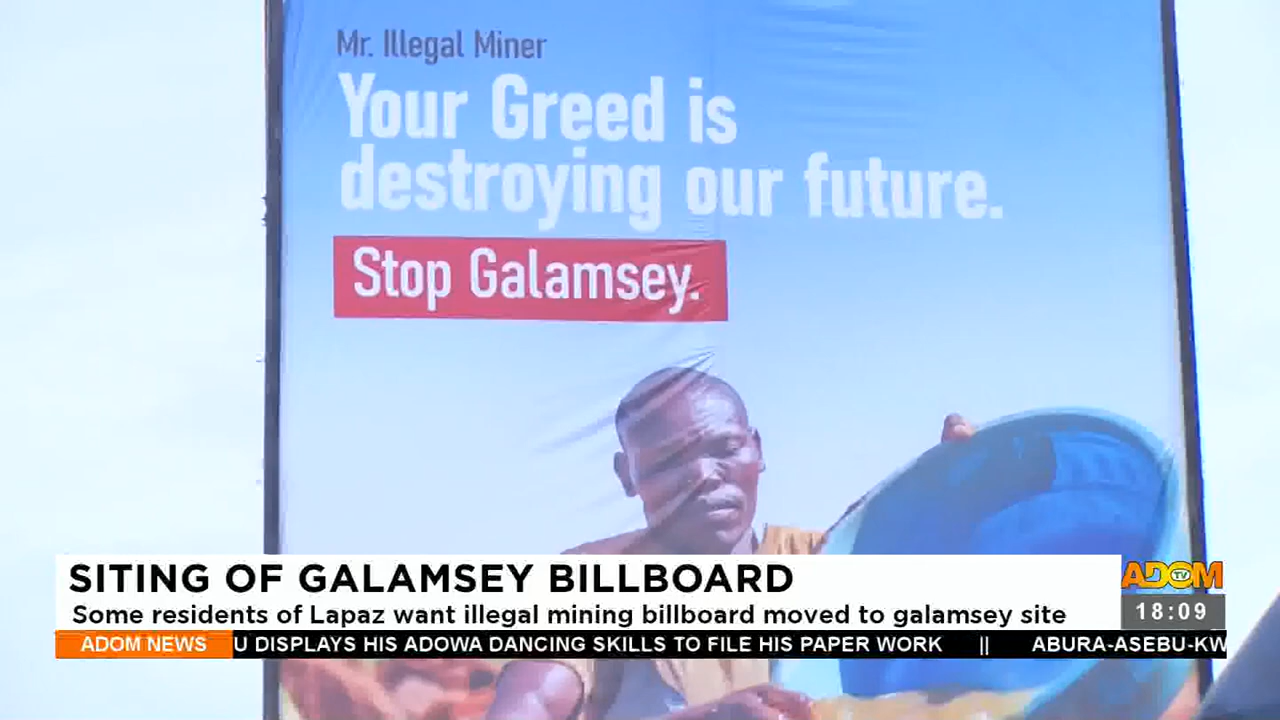 Mr. Illegal Miner
Your Greed is
destroying our future.
Stop Galamsey.
SITING OF GALAMSEY BILLBOARD
Some residents of Lapaz want illegal mining billboard moved to galamsey site
ADOM TV
18:09
ADOM NEWS U DISPLAYS HIS ADOWA DANCING SKILLS TO FILE HIS PAPER WORK || ABURA-ASEBU-KW